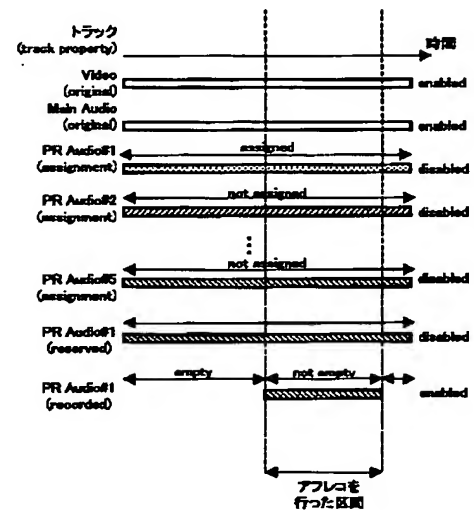 トラック
(track property)
時間
Video
(original)
enabled
Main Audio
(original)
enabled
PR Audio#1
(assignment)
assigned
disabled
PR Audio#2
(assignment)
not assigned
disabled
PR Audio#5
(assignment)
not assigned
disabled
PR Audio#1
(reserved)
disabled
PR Audio#1
(recorded)
empty
not empty
enabled
アフレコを
行った区間